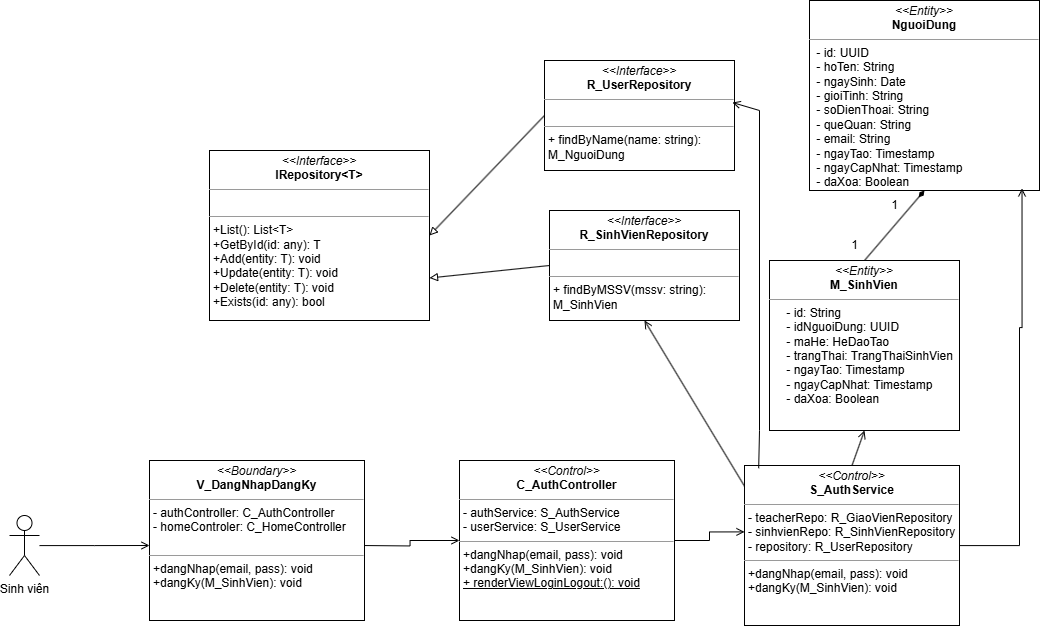 <<Entity>>
NguoiDung
- id: UUID
- hoTen: String
- ngaySinh: Date
- gioiTinh: String
- soDienThoai: String
- queQuan: String
- email: String
- ngayTao: Timestamp
- ngayCapNhat: Timestamp
- daXoa: Boolean
<<Interface>>
R_UserRepository
+ findByName(name: string):
M_NguoiDung
<<Interface>>
IRepository<T>
+List(): List<T>
+GetById(id: any): T
+Add(entity: T): void
+Update(entity: T): void
+Delete(entity: T): void
+Exists(id: any): bool
<<Interface>>
R_SinhVienRepository
+ findByMSSV(mssv: string):
M_SinhVien
1
1
<<Entity>>
M_SinhVien
- id: String
- idNguoiDung: UUID
- maHe: HeDaoTao
- trangThai: TrangThaiSinhVien
- ngayTao: Timestamp
- ngayCapNhat: Timestamp
- daXoa: Boolean
Sinh viên
<<Boundary>>
V_DangNhapDangKy
- authController: C_AuthController
- homeControler: C_HomeController
+dangNhap(email, pass): void
+dangKy(M_SinhVien): void
<<Control>>
C_AuthController
- authService: S_AuthService
- userService: S_UserService
+dangNhap(email, pass): void
+dangKy(M_SinhVien): void
+ renderViewLoginLogout:(): void
<<Control>>
S_AuthService
- teacherRepo: R_GiaoVienRepository
- sinhvienRepo: R_SinhVienRepository
- repository: R_UserRepository
+dangNhap(email, pass): void
+dangKy(M_SinhVien): void